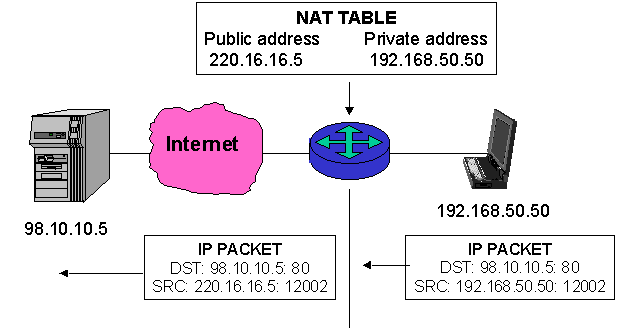 NAT TABLE
Public address Private address
220.16.16.5 192.168.50.50
Internet
98.10.10.5
192.168.50.50
IP PACKET
DST: 98.10.10.5: 80
SRC: 220.16.16.5: 12002
IP PACKET
DST: 98.10.10.5: 80
SRC: 192.168.50.50: 12002